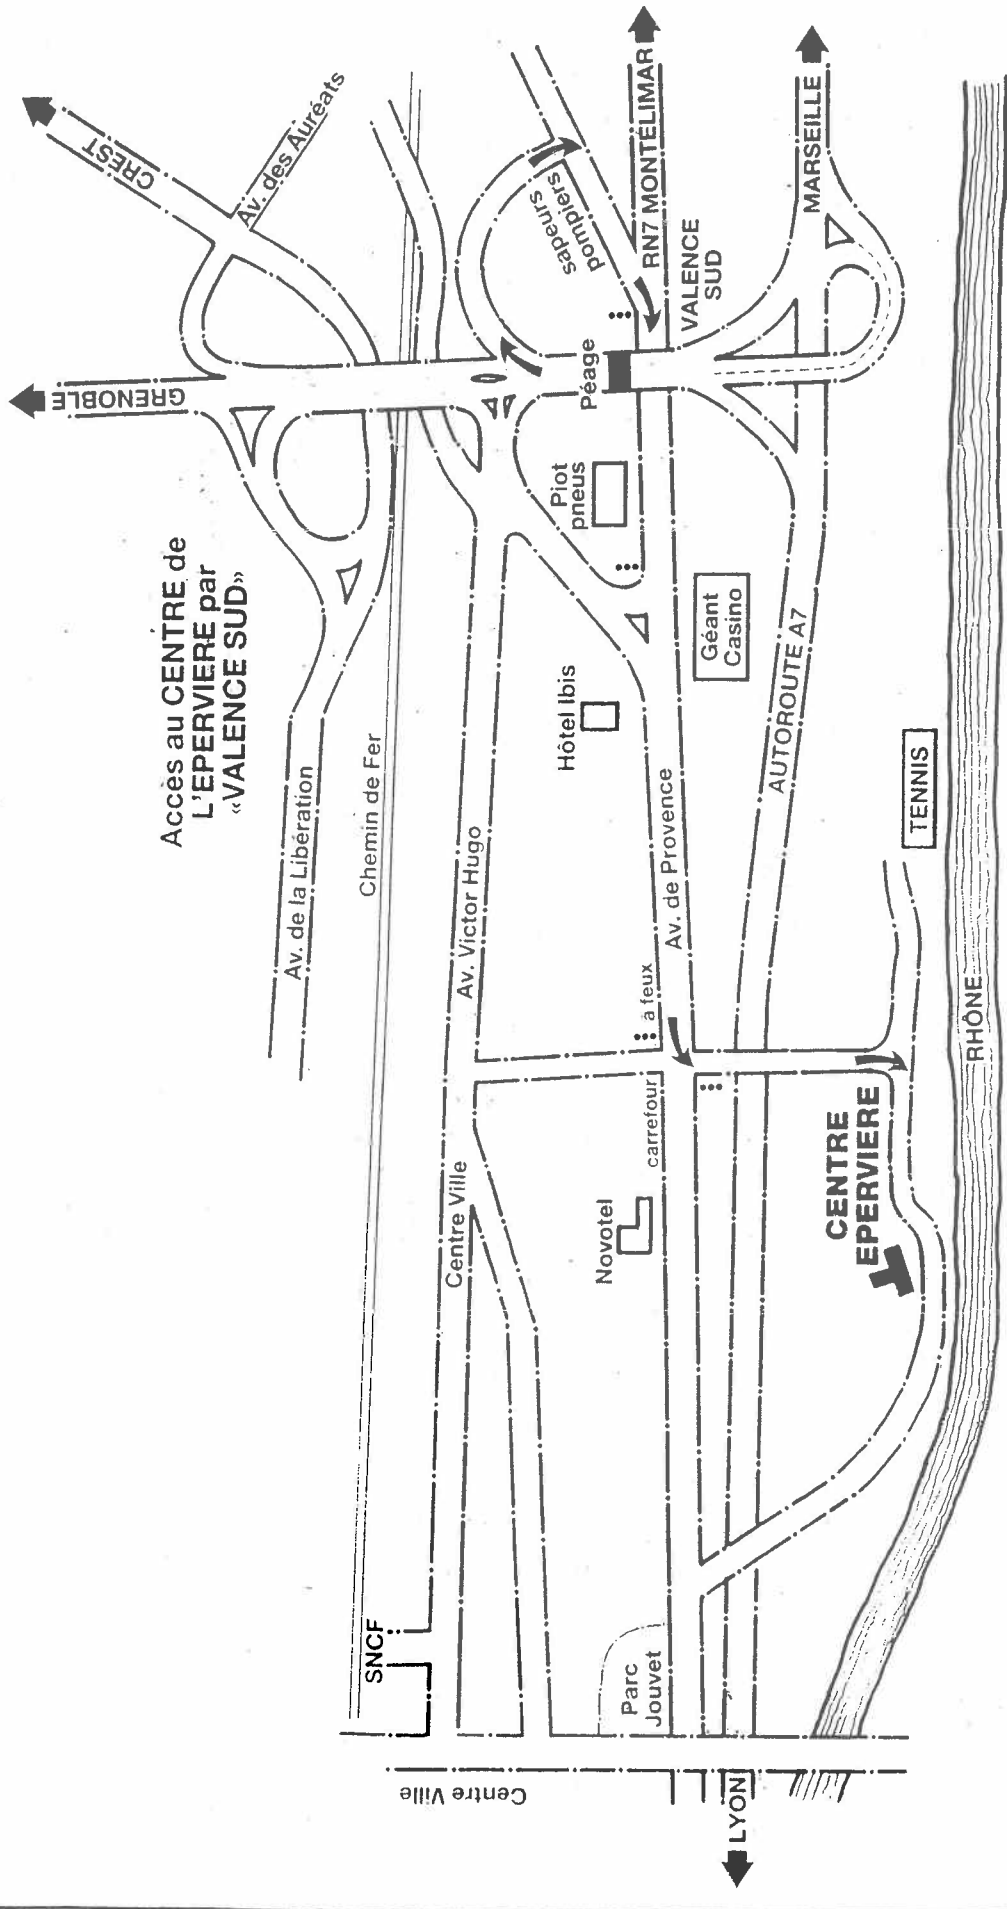 Accès au CENTRE de
L'EPERVIERE par
«VALENCE SUD»
GRENOBLE
CREST
Av. des Auréats
Av. de la Libération
Chemin de Fer
SNCF
Av. Victor Hugo
Centre Ville
sapeurs
pompiers
RN7 MONTÉLIMAR
VALENCE
SUD
Péage
Piot
pneus
Hôtel Ibis
Géant
Casino
Av. de Provence
carrefour à feux
Novotel
Parc
Jouvet
Centre Ville
MARSEILLE
AUTOROUTE A7
LYON
TENNIS
CENTRE
EPERVIERE
RHÔNE